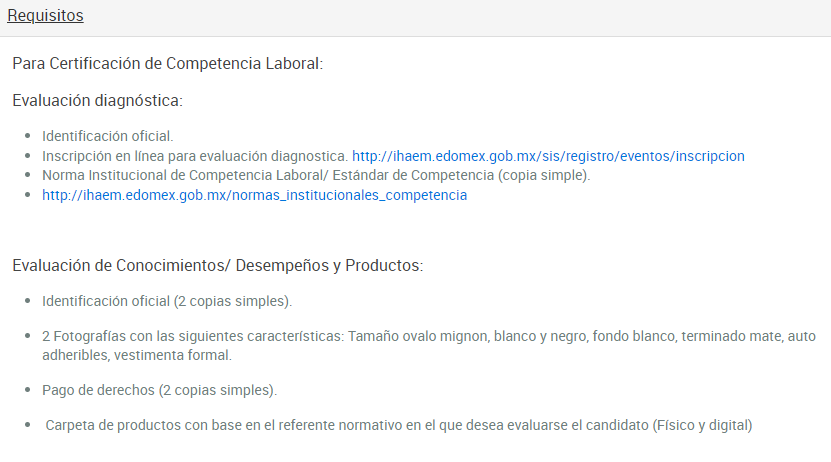 Requisitos
Para Certificación de Competencia Laboral:
Evaluación diagnóstica:
Identificación oficial.
Inscripción en línea para evaluación diagnostica. http://ihaem.edomex.gob.mx/sis/registro/eventos/inscripcion
Norma Institucional de Competencia Laboral/ Estándar de Competencia (copia simple).
http://ihaem.edomex.gob.mx/normas_institucionales_competencia
Evaluación de Conocimientos/ Desempeños y Productos:
Identificación oficial (2 copias simples).
2 Fotografías con las siguientes características: Tamaño ovalo mignon, blanco y negro, fondo blanco, terminado mate, auto
adheribles, vestimenta formal.
Pago de derechos (2 copias simples).
Carpeta de productos con base en el referente normativo en el que desea evaluarse el candidato (Físico y digital)